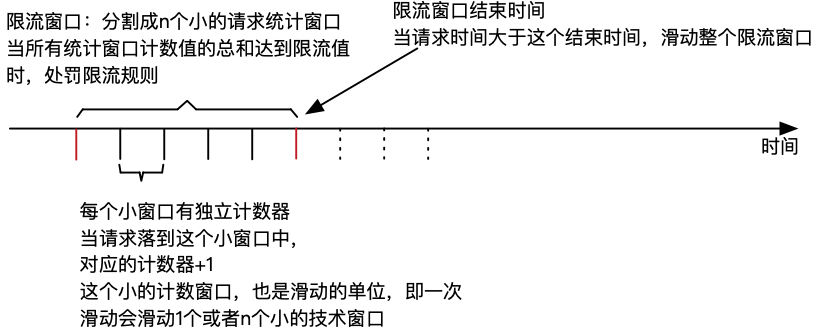 限流窗口：分割成n个小的请求统计窗口
当所有统计窗口计数值的总和达到限流值
时，处罚限流规则
限流窗口结束时间
当请求时间大于这个结束时间，滑动整个限流窗口
时间
每个小窗口有独立计数器
当请求落到这个小窗口中，
对应的计数器+1
这个小的计数窗口，也是滑动的单位，即一次
滑动会滑动1个或者n个小的技术窗口